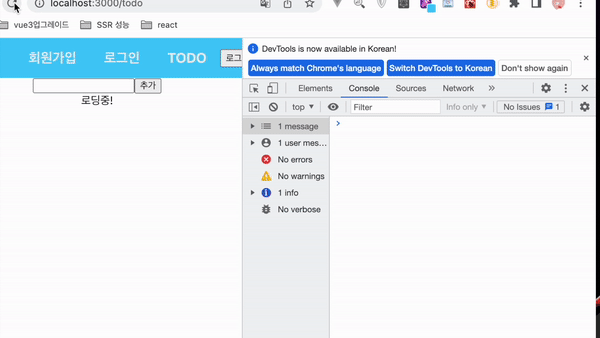 localhost:3000/todo
vue3업그레이드 SSR 성능 react
회원가입 로그인 TODO 로그
추가
로딩중!
DevTools is now available in Korean!
Always match Chrome's language Switch DevTools to Korean Don't show again
Elements Console Sources Network »
top Filter Info only No Issues 1
1 message
1 user mes...
No errors
No warnings
1 info
No verbose